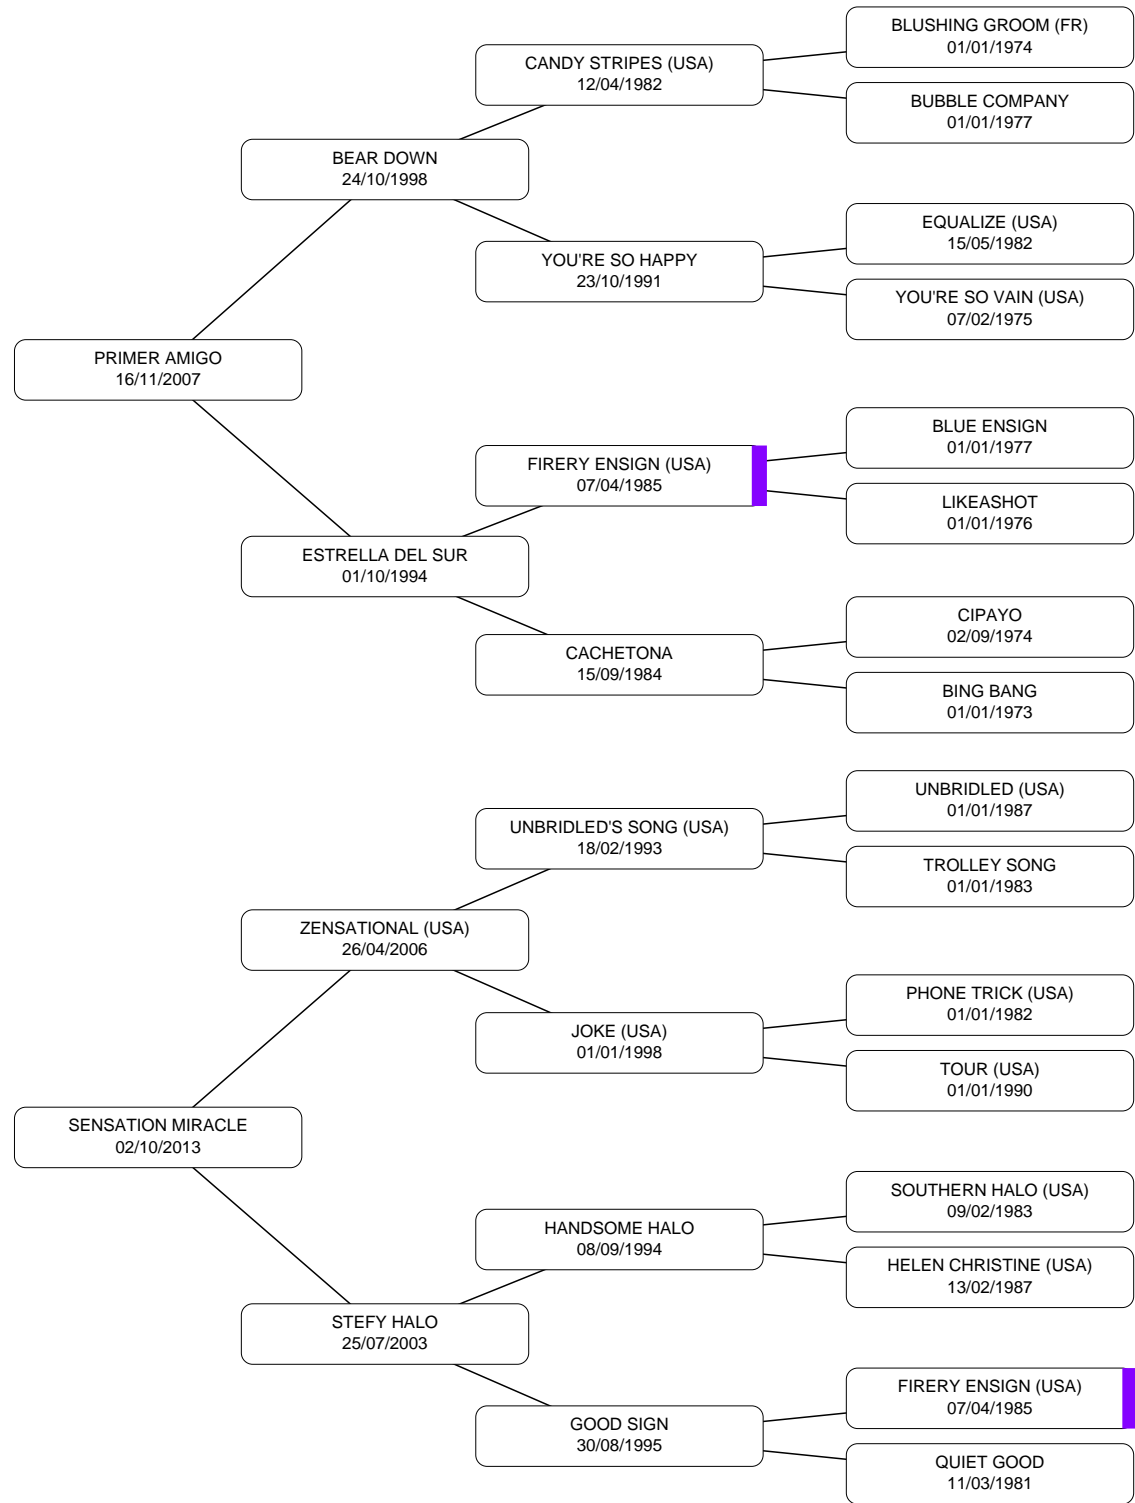 BLUSHING GROOM (FR)
01/01/1974
CANDY STRIPES (USA)
12/04/1982
BUBBLE COMPANY
01/01/1977
BEAR DOWN
24/10/1998
EQUALIZE (USA)
15/05/1982
YOU'RE SO HAPPY
23/10/1991
YOU'RE SO VAIN (USA)
07/02/1975
PRIMER AMIGO
16/11/2007
BLUE ENSIGN
01/01/1977
FIRERY ENSIGN (USA)
07/04/1985
LIKEASHOT
01/01/1976
ESTRELLA DEL SUR
01/10/1994
CIPAYO
02/09/1974
CACHETONA
15/09/1984
BING BANG
01/01/1973
UNBRIDLED (USA)
01/01/1987
UNBRIDLED'S SONG (USA)
18/02/1993
TROLLEY SONG
01/01/1983
ZENSATIONAL (USA)
26/04/2006
PHONE TRICK (USA)
01/01/1982
JOKE (USA)
01/01/1998
TOUR (USA)
01/01/1990
SENSATION MIRACLE
02/10/2013
SOUTHERN HALO (USA)
09/02/1983
HANDSOME HALO
08/09/1994
HELEN CHRISTINE (USA)
13/02/1987
STEFY HALO
25/07/2003
FIRERY ENSIGN (USA)
07/04/1985
GOOD SIGN
30/08/1995
QUIET GOOD
11/03/1981